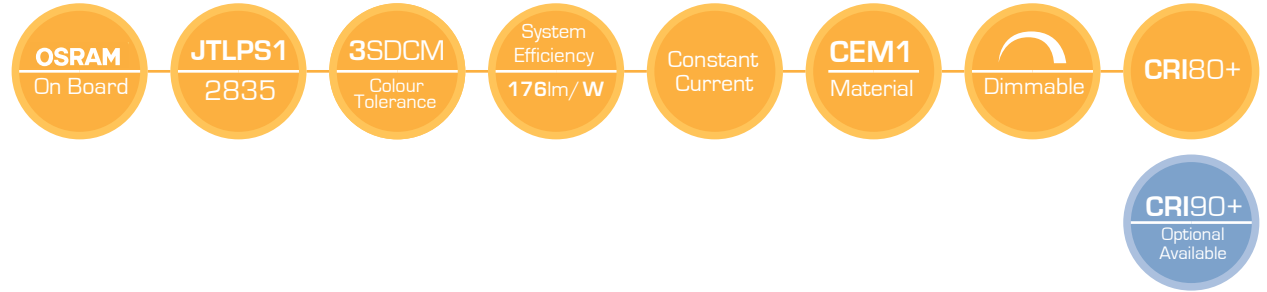 OSRAM
On Board
JTLPS1
2835
3SDCM
Colour
Tolerance
System
Efficiency
176lm/W
Constant
Current
CEM1
Material
Dimmable
CRI80+
CRI90+
Optional
Available